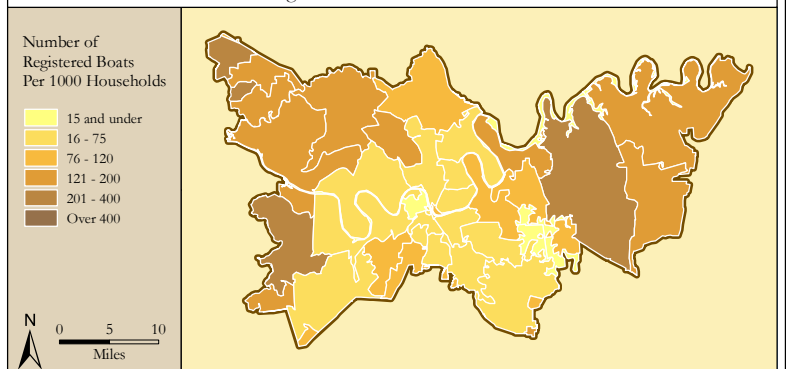 Number of
Registered Boats
Per 1000 Households
15 and under
16 - 75
76 - 120
121 - 200
201 - 400
Over 400
N
0 5 10
Miles